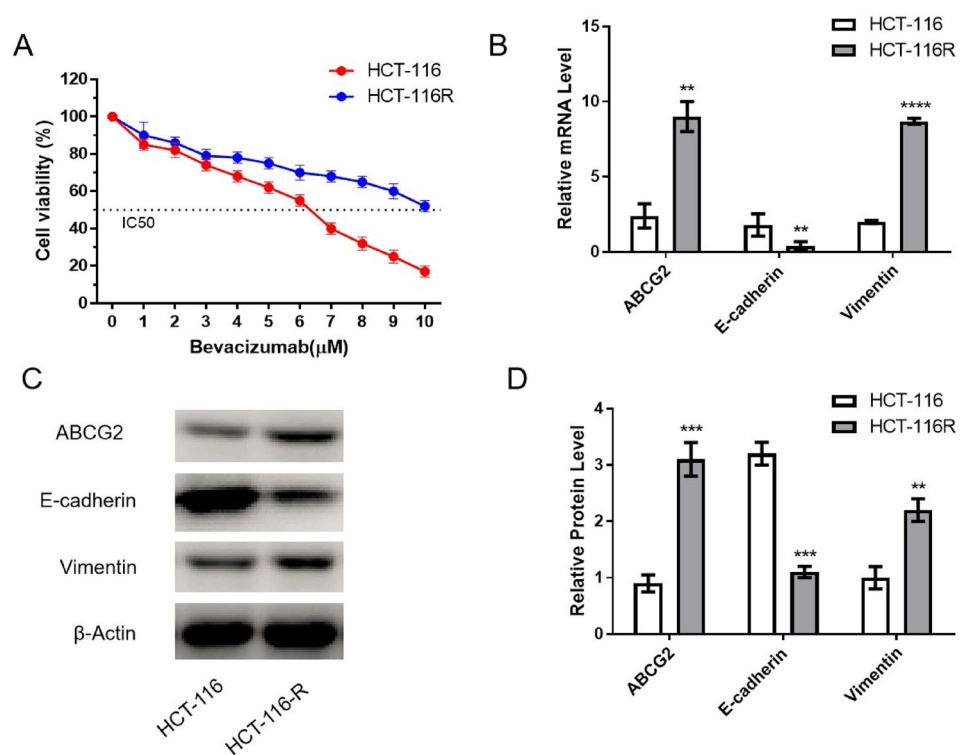 A
HCT-116
HCT-116R
Cell viability (%)
120
100
80
60
40
20
0
IC50
0 1 2 3 4 5 6 7 8 9 10
Bevacizumab(μM)
B
HCT-116
HCT-116R
Relative mRNA Level
15
10
5
0
**
**
****
ABCG2
E-cadherin
Vimentin
C
ABCG2
E-cadherin
Vimentin
β-Actin
HCT-116
HCT-116-R
D
HCT-116
HCT-116R
Relative Protein Level
4
3
2
1
0
***
***
**
ABCG2
E-cadherin
Vimentin